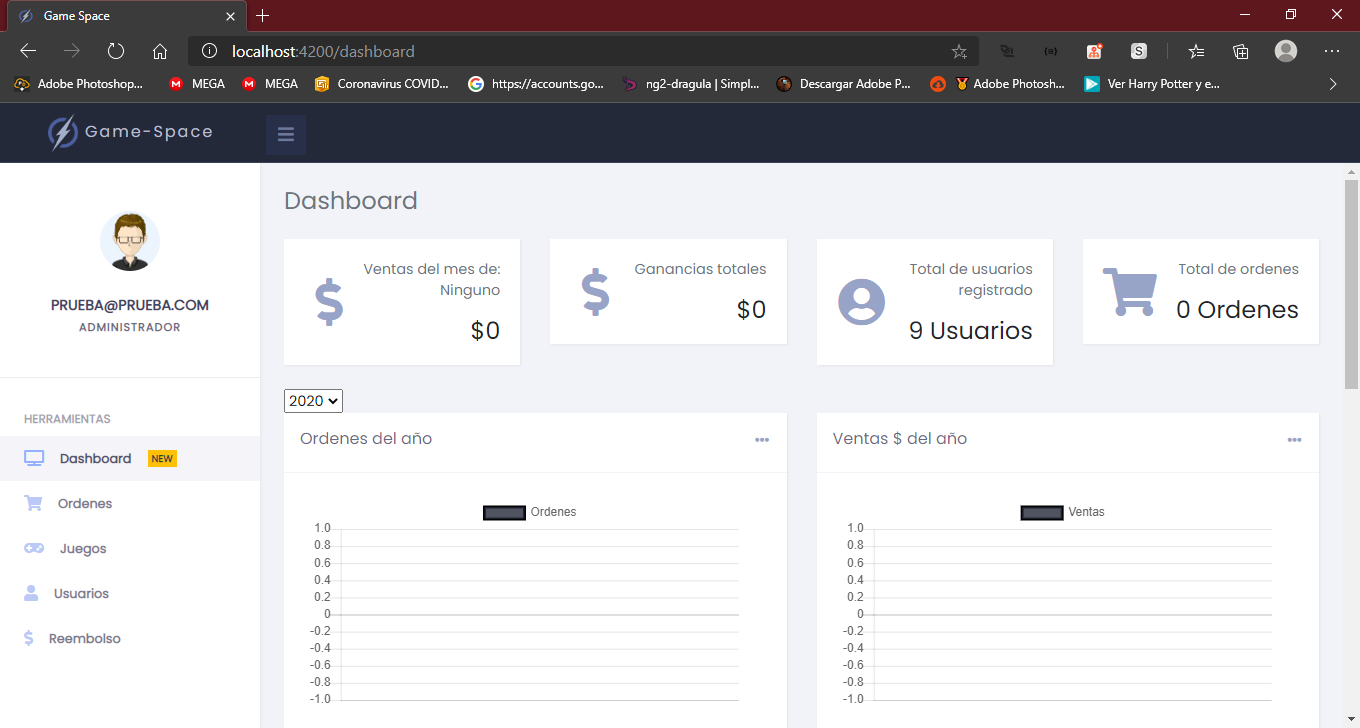 Game Space
localhost:4200/dashboard
S
Adobe Photoshop...
MEGA
MEGA
Coronavirus COVID...
https://accounts.go...
ng2-dragula | Simpl...
Descargar Adobe P...
Adobe Photosh...
Ver Harry Potter y e...
Game-Space
PRUEBA@PRUEBA.COM
ADMINISTRADOR
HERRAMIENTAS
Dashboard NEW
Ordenes
Juegos
Usuarios
Reembolso
Dashboard
Ventas del mes de:
Ninguno
$0
Ganancias totales
$0
Total de usuarios
registrado
9 Usuarios
Total de ordenes
0 Ordenes
2020
Ordenes del año
Ordenes
1.0
0.8
0.6
0.4
0.2
0
-0.2
-0.4
-0.6
-0.8
-1.0
Ventas $ del año
Ventas
1.0
0.8
0.6
0.4
0.2
0
-0.2
-0.4
-0.6
-0.8
-1.0